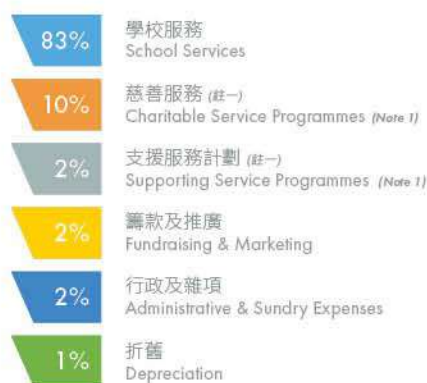 83%
學校服務
School Services
10%
慈善服務 (註一)
Charitable Service Programmes (Note 1)
2%
支援服務計劃 (註一)
Supporting Service Programmes (Note 1)
2%
籌款及推廣
Fundraising & Marketing
2%
行政及雜項
Administrative & Sundry Expenses
1%
折舊
Depreciation